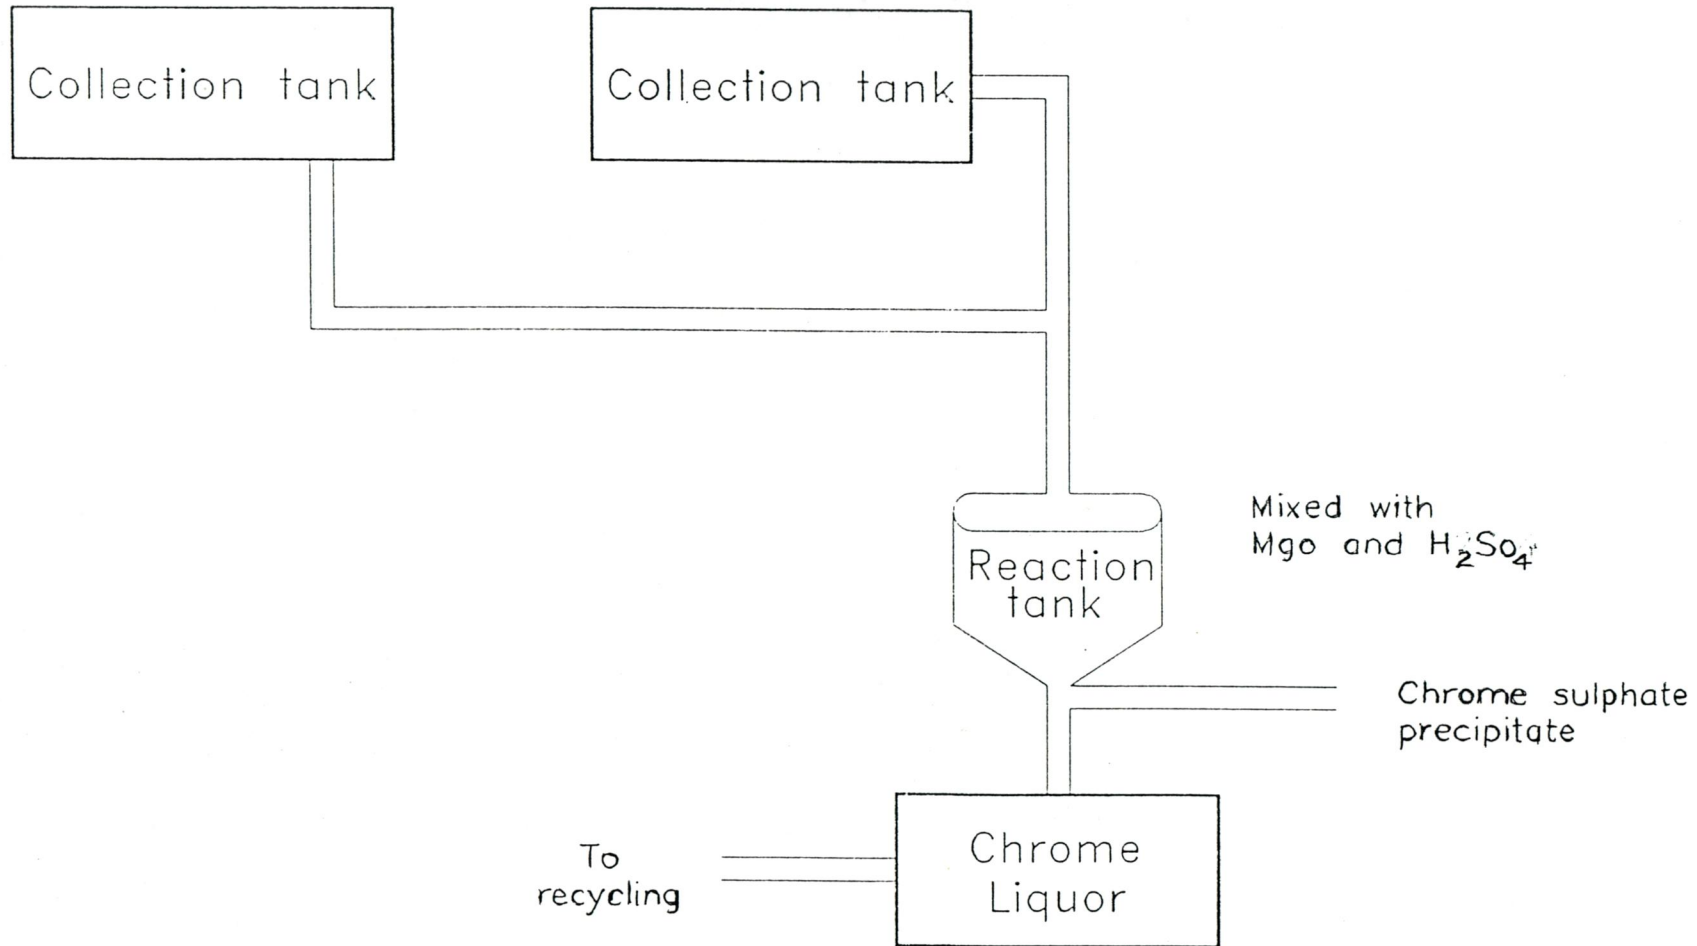 Collection tank
Collection tank
Mixed with
Mgo and H₂So₄
Reaction
tank
Chrome sulphate
precipitate
Chrome
Liquor
To
recycling